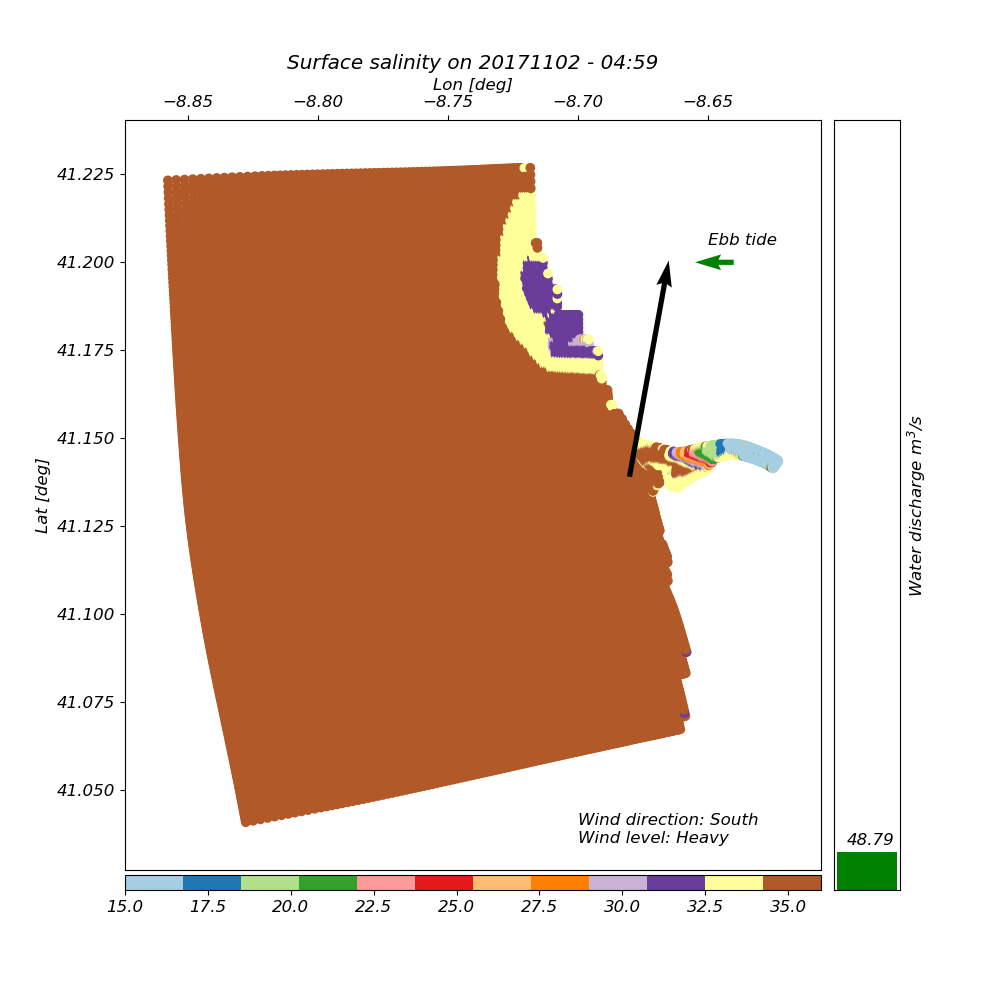 Surface salinity on 20171102 - 04:59
Lon [deg]
−8.85 −8.80 −8.75 −8.70 −8.65
41.225
41.200
41.175
41.150
41.125
41.100
41.075
41.050
Lat [deg]
Ebb tide
Wind direction: South
Wind level: Heavy
15.0 17.5 20.0 22.5 25.0 27.5 30.0 32.5 35.0
48.79
Water discharge m³/s